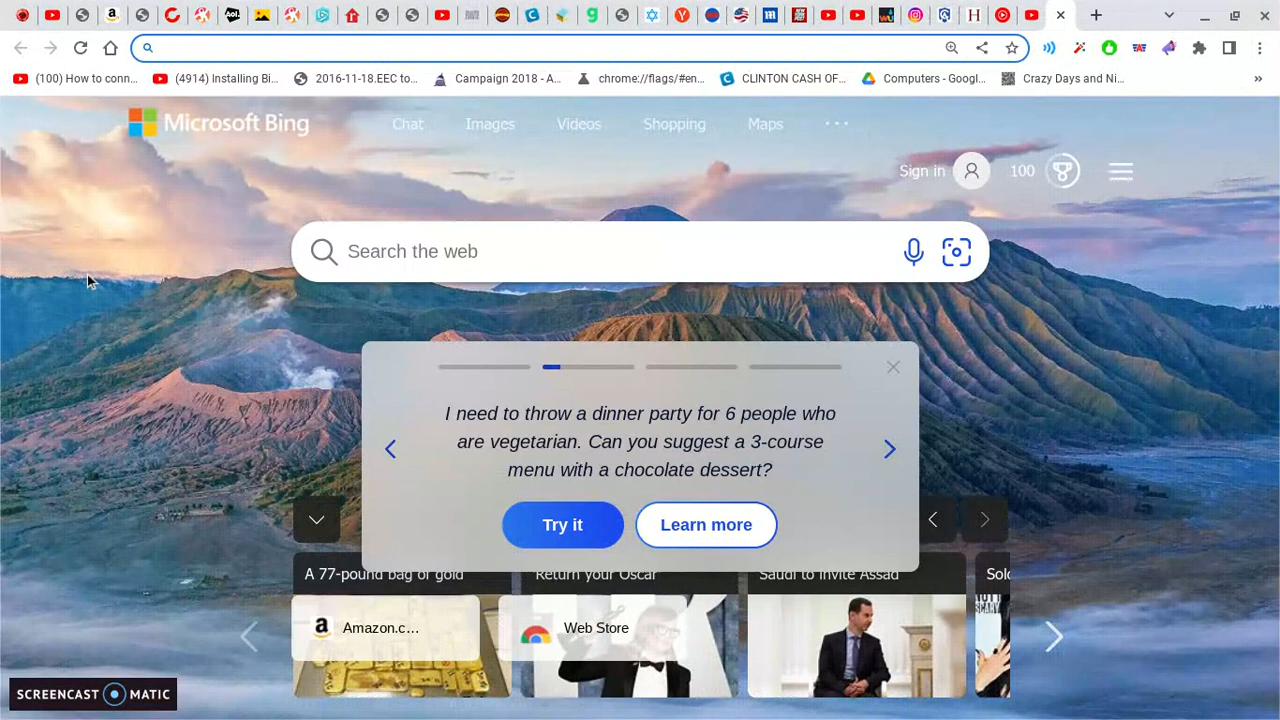 (100) How to conn...
(4914) Installing Bi...
2016-11-18.EEC to...
Campaign 2018 - A...
chrome://flags/#en...
CLINTON CASH OF...
Computers - Googl...
Crazy Days and Ni...
»
Microsoft Bing
Chat
Images
Videos
Shopping
Maps
Sign in
100
Search the web
I need to throw a dinner party for 6 people who
are vegetarian. Can you suggest a 3-course
menu with a chocolate dessert?
Try it
Learn more
A 77-pound bag of gold
Return your Oscar
Saudi to invite Assad
Solo
Amazon.c...
Web Store
SCREENCAST MATIC